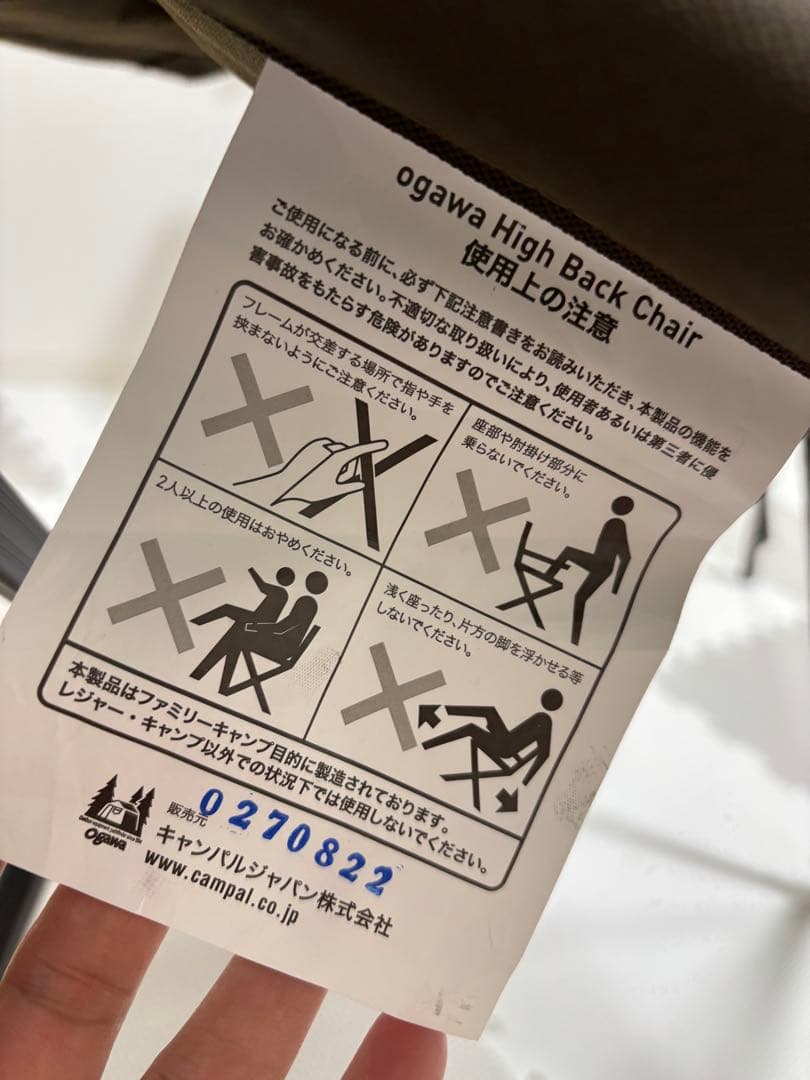 ogawa High Back Chair
使用上の注意
ご使用になる前に、必ず下記注意書きをお読みいただき、本製品の機能を
お確かめください。不適切な取り扱いにより、使用者あるいは第三者に侵
害事故をもたらす危険がありますのでご注意ください。
フレームが交差する場所で指や手を
挟まないようにご注意ください。
座部や肘掛け部分に
乗らないでください。
2人以上の使用はおやめください。
浅く座ったり、片方の脚を浮かせる等
しないでください。
本製品はファミリーキャンプ目的に製造されております。
レジャー・キャンプ以外での状況下では使用しないでください。
ogawa
販売元
0270822
キャンパルジャパン株式会社
www.campal.co.jp